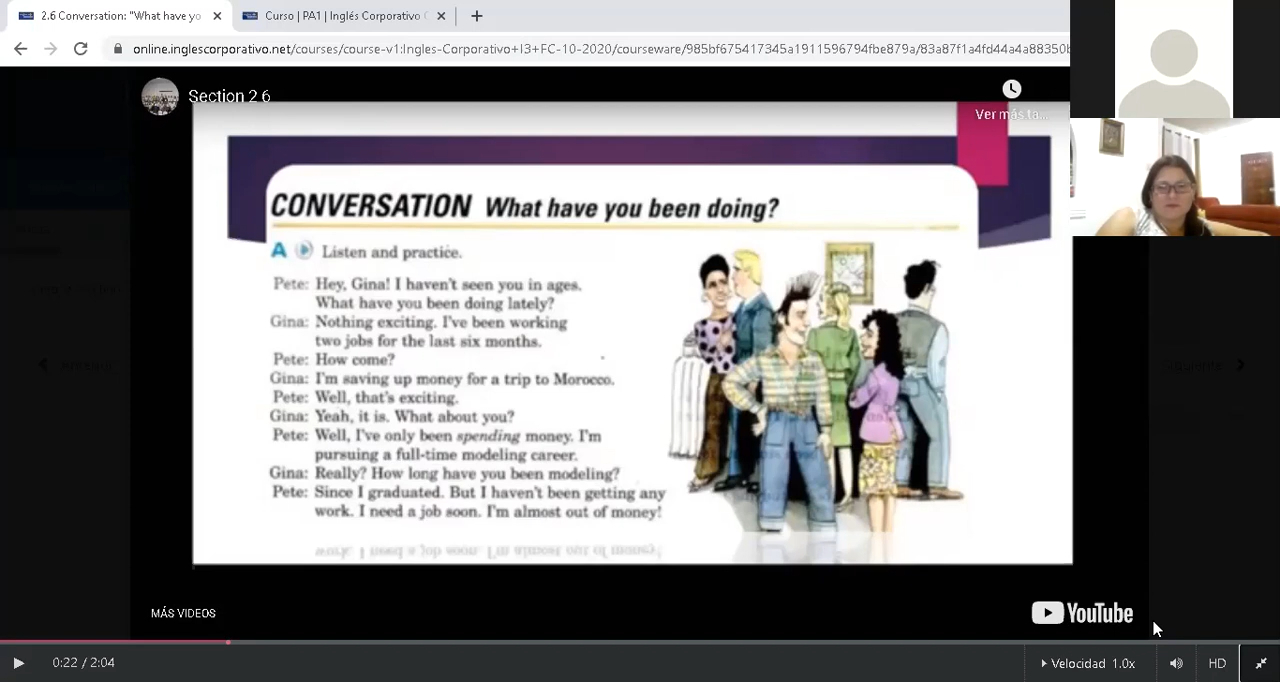 2.6 Conversation: "What have yo
Curso | PA1 | Inglés Corporativo
online.inglescorporativo.net/courses/course-v1:Ingles-Corporativo+I3+FC-10-2020/courseware/985bf675417345a1911596794fbe879a/83a87f1a4fd44a4a88350b
Section 2 6
Ver más ta...
CONVERSATION What have you been doing?
A Listen and practice.
Pete: Hey, Gina! I haven't seen you in ages.
What have you been doing lately?
Gina: Nothing exciting. I've been working
two jobs for the last six months.
Pete: How come?
Gina: I'm saving up money for a trip to Morocco.
Pete: Well, that's exciting.
Gina: Yeah, it is. What about you?
Pete: Well, I've only been spending money. I'm
pursuing a full-time modeling career.
Gina: Really? How long have you been modeling?
Pete: Since I graduated. But I haven't been getting any
work. I need a job soon. I'm almost out of money!
MÁS VIDEOS
YouTube
0:22 / 2:04
Velocidad 1.0x
HD